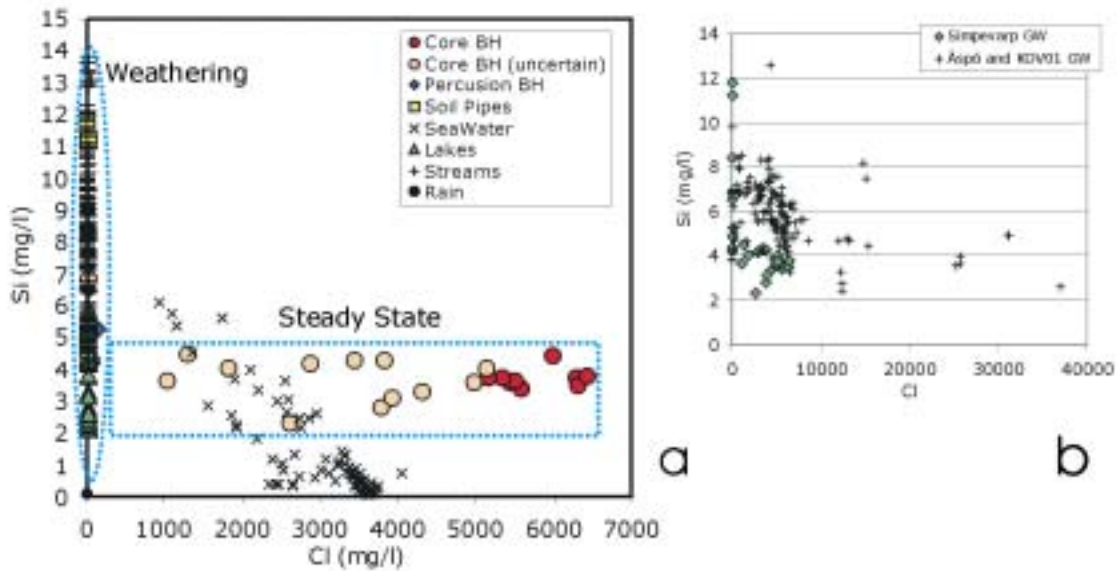 Si (mg/l)
15
14
13
12
11
10
9
8
7
6
5
4
3
2
1
0
0 1000 2000 3000 4000 5000 6000 7000
Cl (mg/l)
Weathering
Steady State
Core BH
Core BH (uncertain)
Percusion BH
Soil Pipes
SeaWater
Lakes
Streams
Rain
a
Simpevarp GW
Äspö and KOV01 GW
Si (mg/l)
14
12
10
8
6
4
2
0
0 10000 20000 30000 40000
Cl
b